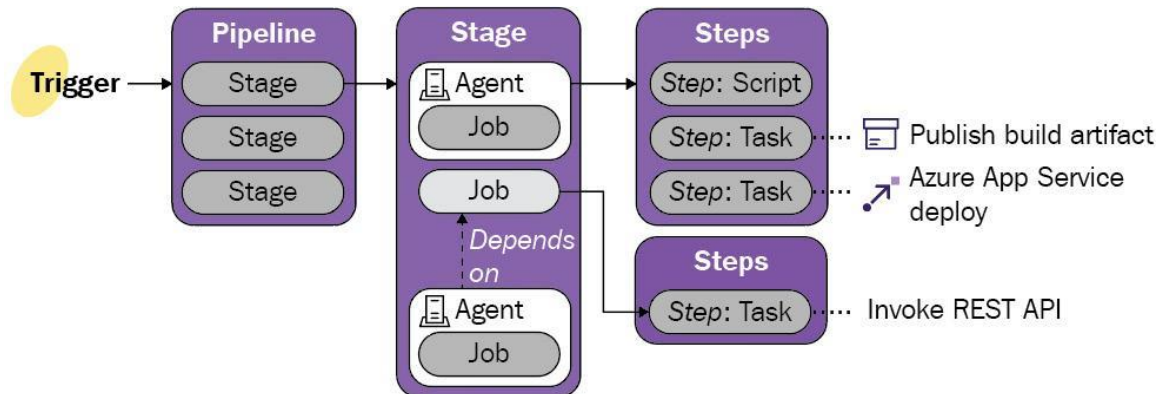 Trigger
Pipeline
Stage
Stage
Stage
Stage
Agent
Job
Job
Depends
on
Agent
Job
Steps
Step: Script
Step: Task
Publish build artifact
Step: Task
Azure App Service
deploy
Steps
Step: Task
Invoke REST API